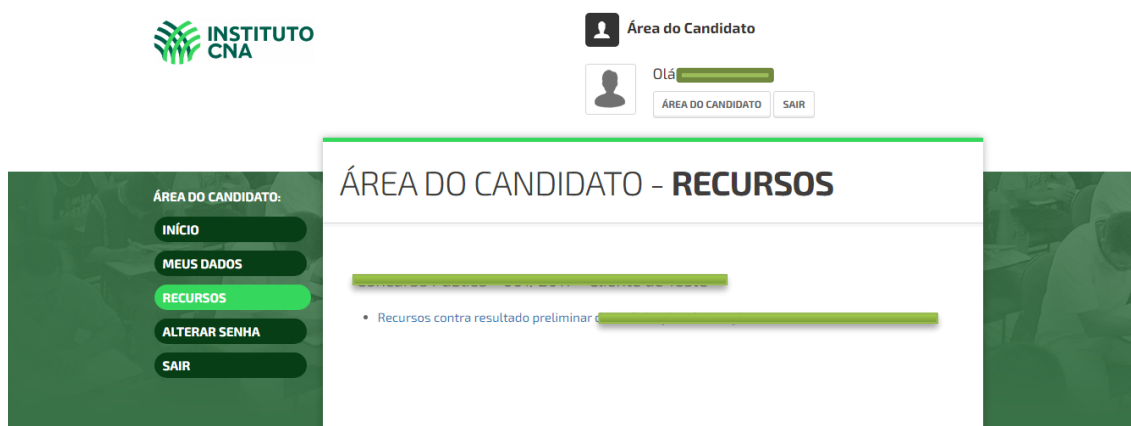 INSTITUTO
CNA
Área do Candidato
Olá
ÁREA DO CANDIDATO
SAIR
ÁREA DO CANDIDATO:
INÍCIO
MEUS DADOS
RECURSOS
ALTERAR SENHA
SAIR
ÁREA DO CANDIDATO - RECURSOS
Recursos contra resultado preliminar